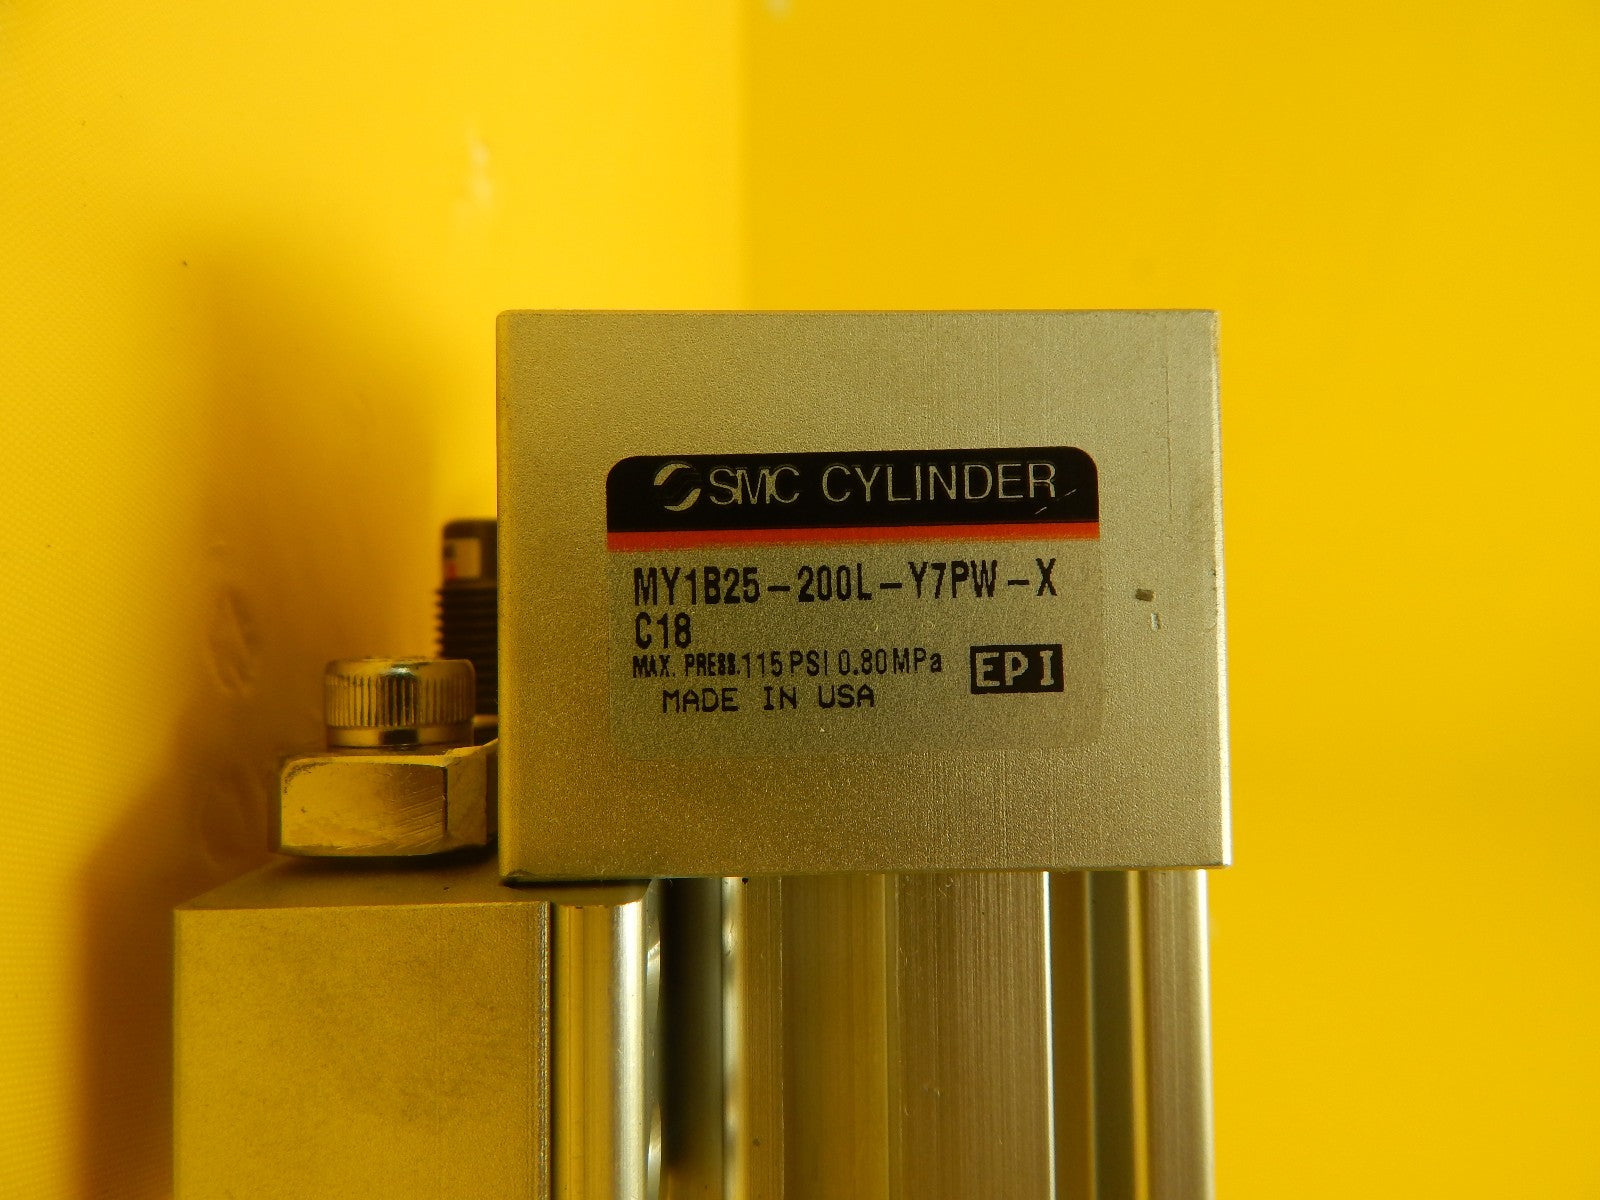 SMC CYLINDER
MY1B25-200L-Y7PW-X
C18
MAX. PRESS. 115 PSI 0.80 MPa
EPI
MADE IN USA